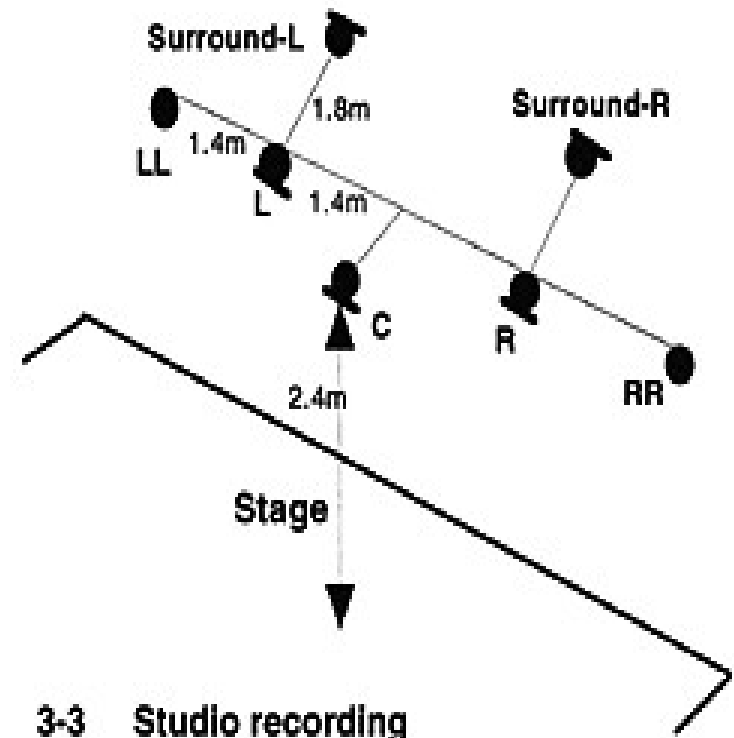 Surround-L
1.8m
Surround-R
LL
1.4m
L
1.4m
C
R
RR
2.4m
Stage
3-3 Studio recording